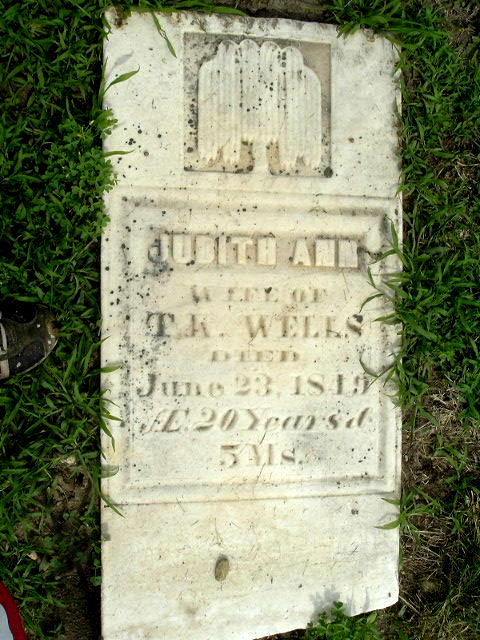 JUDITH ANN
WIFE OF
T.K. WELLS
DIED
June 23, 1849
Æ 20 Years &
5 Ms.